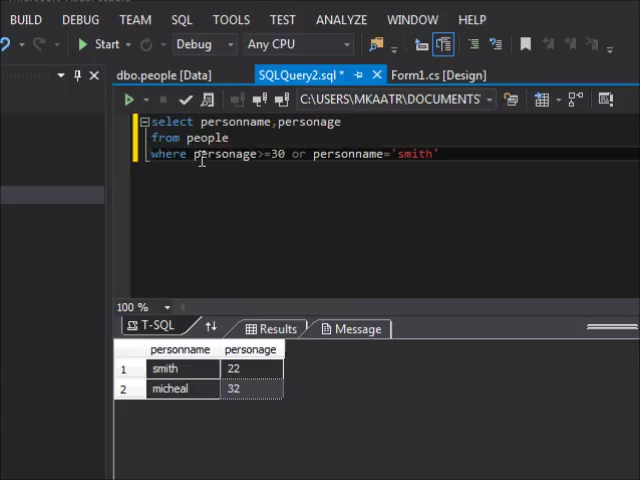 BUILD DEBUG TEAM SQL TOOLS TEST ANALYZE WINDOW HELP
Start Debug Any CPU
dbo.people [Data] SQLQuery2.sql * Form1.cs [Design]
C:\USERS\MKAATR\DOCUMENTS
select personname,personage
from people
where personage>=30 or personname='smith'
100 %
T-SQL Results Message
personname personage
1 smith 22
2 micheal 32